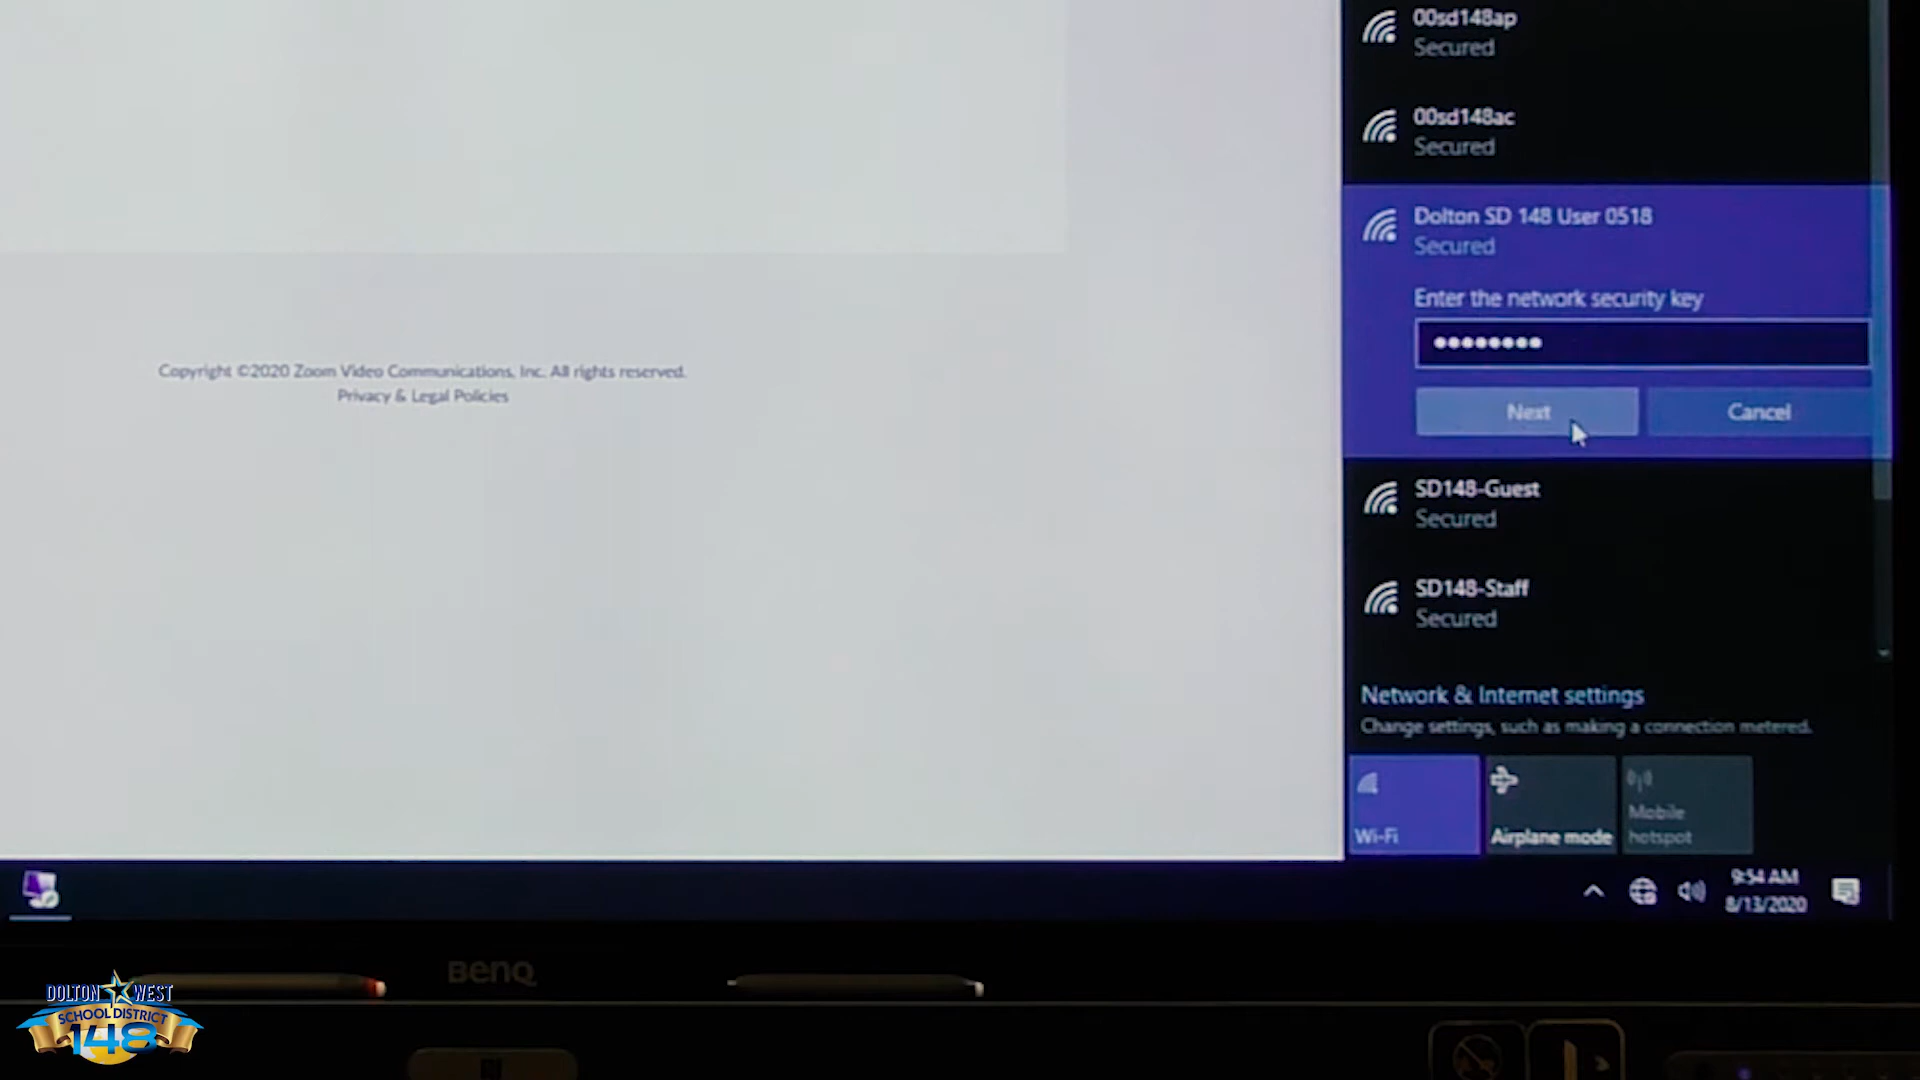 00sd148ap
Secured
00sd148ac
Secured
Dolton SD 148 User 0518
Secured
Enter the network security key
Next
Cancel
SD148-Guest
Secured
SD148-Staff
Secured
Network & Internet settings
Change settings, such as making a connection metered.
Wi-Fi
Airplane mode
Mobile
hotspot
Copyright ©2020 Zoom Video Communications, Inc. All rights reserved.
Privacy & Legal Policies
9:54 AM
8/13/2020
BenQ
DOLTON WEST
SCHOOL DISTRICT
148